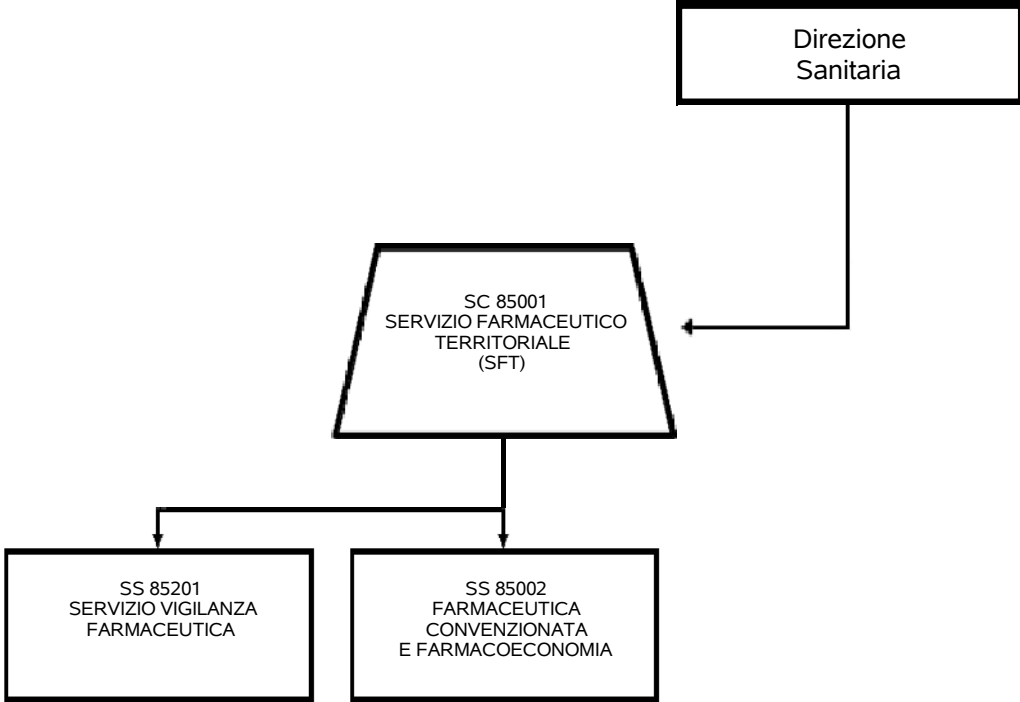 Direzione
Sanitaria
SC 85001
SERVIZIO FARMACEUTICO
TERRITORIALE
(SFT)
SS 85201
SERVIZIO VIGILANZA
FARMACEUTICA
SS 85002
FARMACEUTICA
CONVENZIONATA
E FARMACOECONOMIA